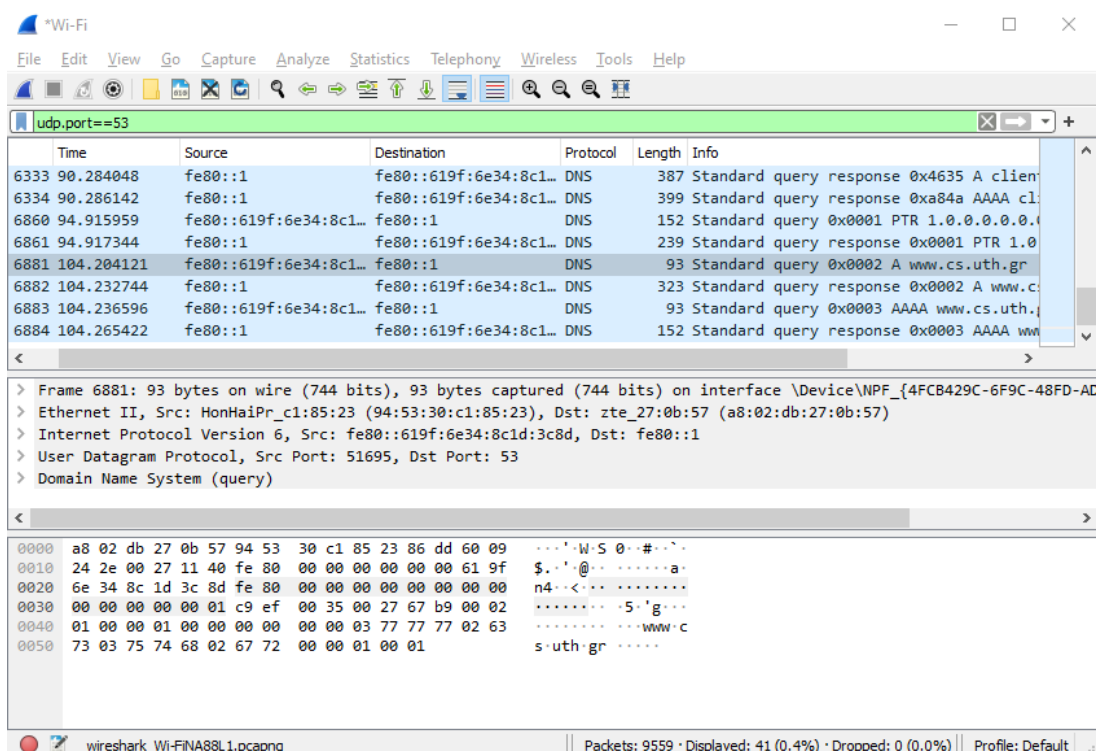 *Wi-Fi
File Edit View Go Capture Analyze Statistics Telephony Wireless Tools Help
udp.port==53
Time Source Destination Protocol Length Info
6333 90.284048 fe80::1 fe80::619f:6e34:8c1… DNS 387 Standard query response 0x4635 A clien
6334 90.286142 fe80::1 fe80::619f:6e34:8c1… DNS 399 Standard query response 0xa84a AAAA cl
6860 94.915959 fe80::619f:6e34:8c1… fe80::1 DNS 152 Standard query 0x0001 PTR 1.0.0.0.0.0.
6861 94.917344 fe80::1 fe80::619f:6e34:8c1… DNS 239 Standard query response 0x0001 PTR 1.0
6881 104.204121 fe80::619f:6e34:8c1… fe80::1 DNS 93 Standard query 0x0002 A www.cs.uth.gr
6882 104.232744 fe80::1 fe80::619f:6e34:8c1… DNS 323 Standard query response 0x0002 A www.c
6883 104.236596 fe80::619f:6e34:8c1… fe80::1 DNS 93 Standard query 0x0003 AAAA www.cs.uth.
6884 104.265422 fe80::1 fe80::619f:6e34:8c1… DNS 152 Standard query response 0x0003 AAAA www
> Frame 6881: 93 bytes on wire (744 bits), 93 bytes captured (744 bits) on interface \Device\NPF_{4FCB429C-6F9C-48FD-AD
> Ethernet II, Src: HonHaiPr_c1:85:23 (94:53:30:c1:85:23), Dst: zte_27:0b:57 (a8:02:db:27:0b:57)
> Internet Protocol Version 6, Src: fe80::619f:6e34:8c1d:3c8d, Dst: fe80::1
> User Datagram Protocol, Src Port: 51695, Dst Port: 53
> Domain Name System (query)
0000 a8 02 db 27 0b 57 94 53 30 c1 85 23 86 dd 60 09 ···'·W·S 0··#··`·
0010 24 2e 00 27 11 40 fe 80 00 00 00 00 00 00 61 9f $.·'·@·· ······a·
0020 6e 34 8c 1d 3c 8d fe 80 00 00 00 00 00 00 00 00 n4··<··· ········
0030 00 00 00 00 00 01 c9 ef 00 35 00 27 67 b9 00 02 ········ ·5·'g···
0040 01 00 00 01 00 00 00 00 00 00 03 77 77 77 02 63 ········ ···www·c
0050 73 03 75 74 68 02 67 72 00 00 01 00 01 s·uth·gr ·····
wireshark_Wi-FiNA88L1.pcapng Packets: 9559 · Displayed: 41 (0.4%) · Dropped: 0 (0.0%) Profile: Default